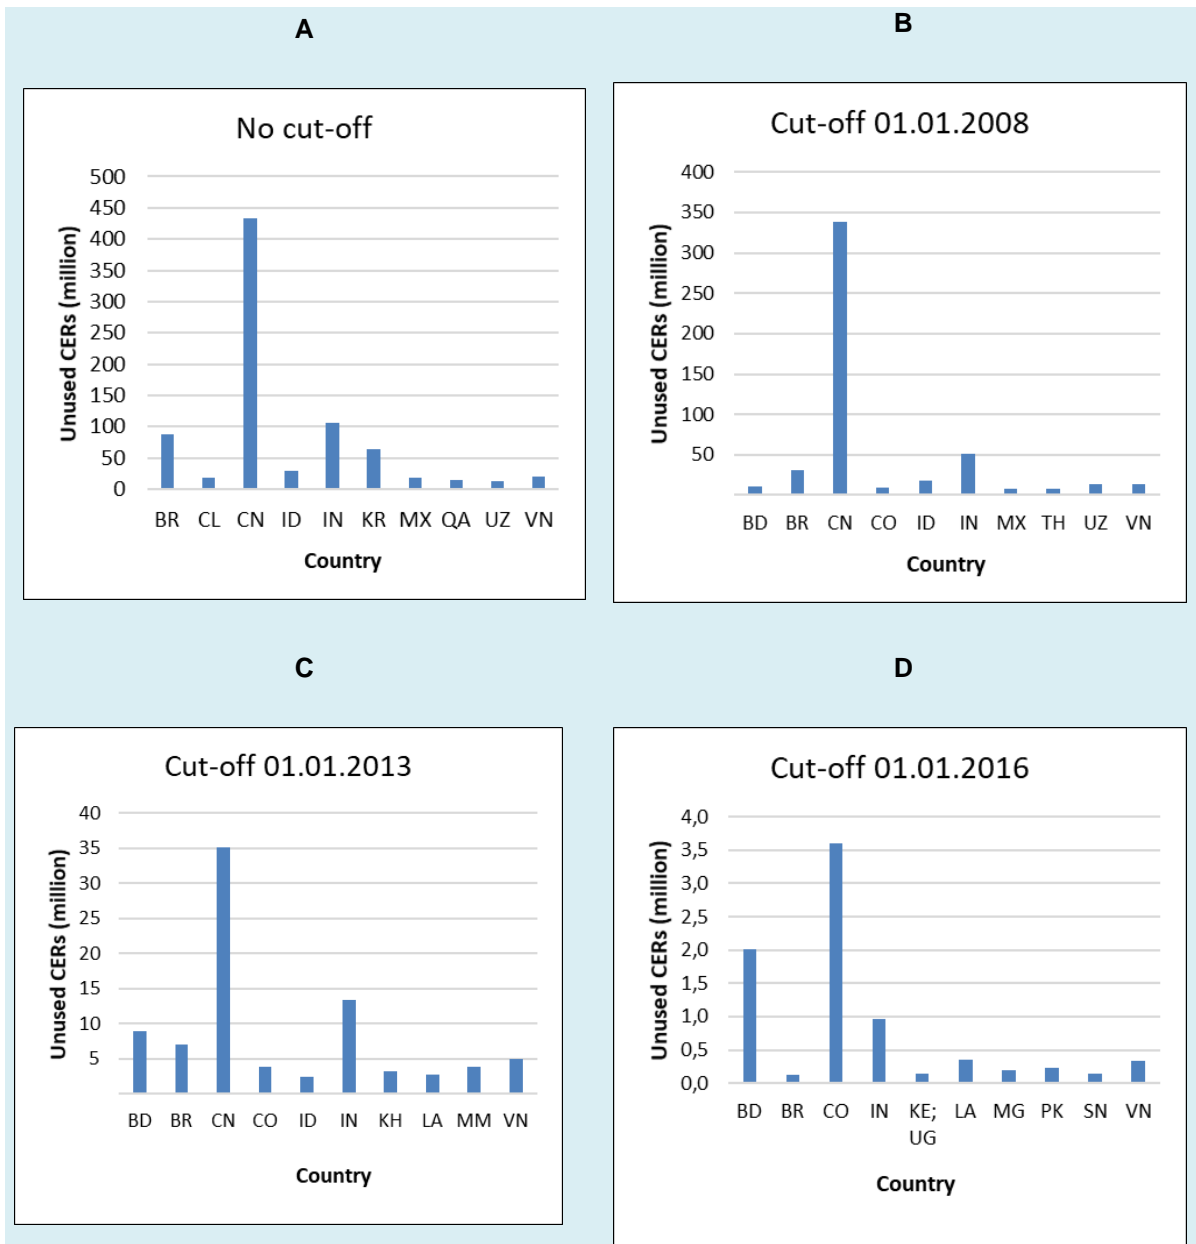 A
No cut-off
Unused CERs (million)
500
450
400
350
300
250
200
150
100
50
0
BR CL CN ID IN KR MX QA UZ VN
Country
B
Cut-off 01.01.2008
Unused CERs (million)
400
350
300
250
200
150
100
50
BD BR CN CO ID IN MX TH UZ VN
Country
C
Cut-off 01.01.2013
Unused CERs (million)
40
35
30
25
20
15
10
5
BD BR CN CO ID IN KH LA MM VN
Country
D
Cut-off 01.01.2016
Unused CERs (million)
4,0
3,5
3,0
2,5
2,0
1,5
1,0
0,5
0,0
BD BR CO IN KE; LA MG PK SN VN
UG
Country